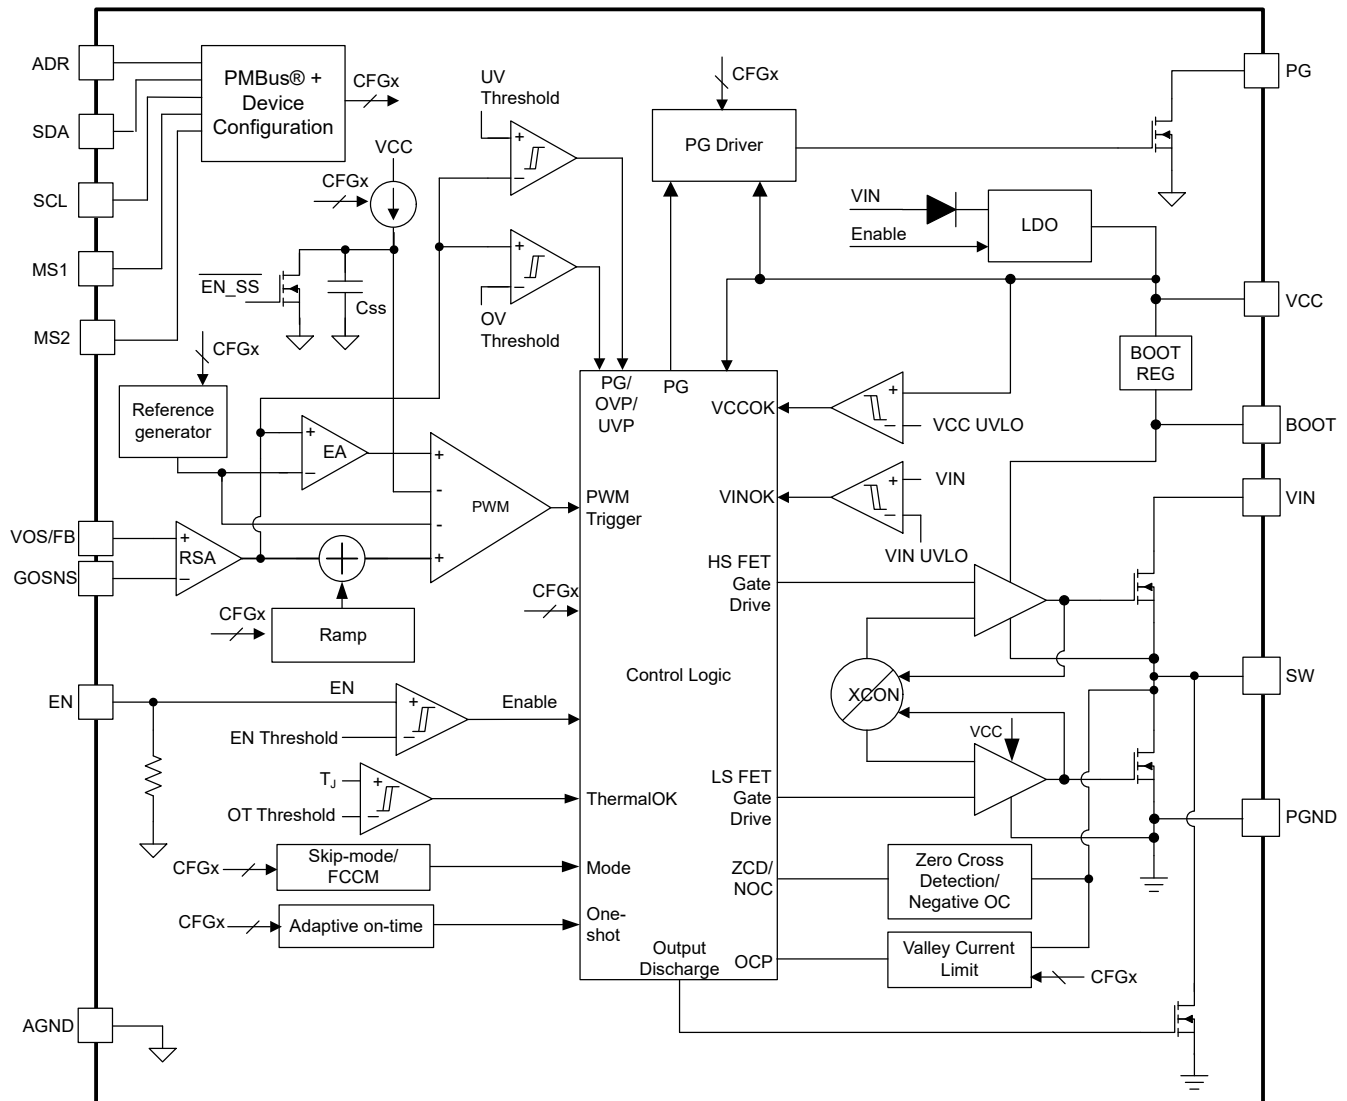 ADR
SDA
SCL
MS1
MS2
PMBus® +
Device
Configuration
CFGx
VCC
CFGx
EN_SS
Css
UV
Threshold
+
−
+
−
OV
Threshold
CFGx
PG Driver
PG
VIN
Enable
LDO
VCC
BOOT
REG
BOOT
CFGx
Reference
generator
+
EA
−
+
-
PWM
-
+
VOS/FB
GOSNS
+
RSA
−
CFGx
Ramp
PG/
OVP/
UVP
PG
VCCOK
+
−
VCC UVLO
PWM
Trigger
VINOK
+
−
VIN
VIN UVLO
VIN
HS FET
Gate
Drive
CFGx
Control Logic
XCON
SW
EN
EN
EN Threshold
+
−
Enable
VCC
TJ
OT Threshold
+
−
ThermalOK
LS FET
Gate
Drive
PGND
CFGx
Skip-mode/
FCCM
Mode
ZCD/
NOC
Zero Cross
Detection/
Negative OC
CFGx
Adaptive on-time
One-
shot
Output
Discharge
OCP
Valley Current
Limit
CFGx
AGND